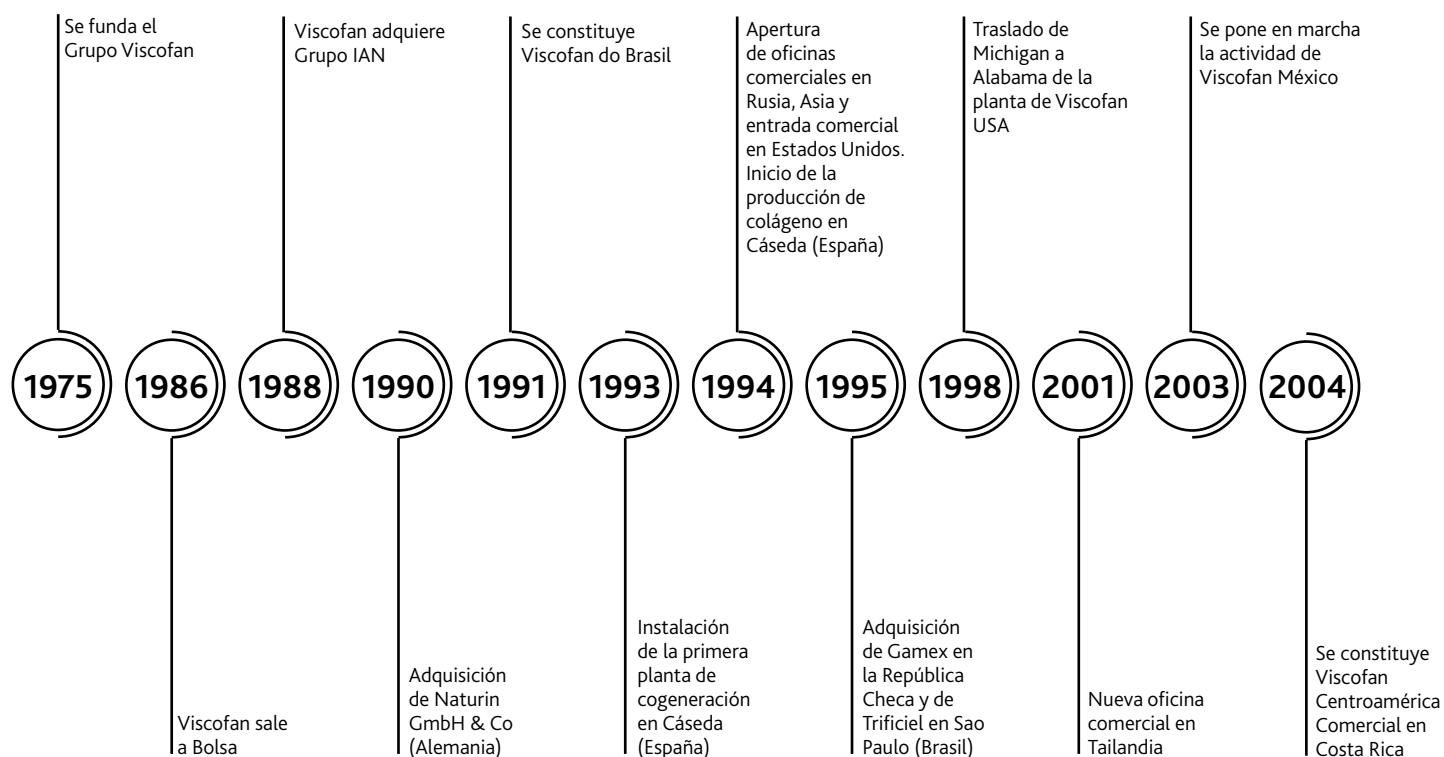 Se funda el
Grupo Viscofan
Viscofan adquiere
Grupo IAN
Se constituye
Viscofan do Brasil
Apertura
de oficinas
comerciales en
Rusia, Asia y
entrada comercial
en Estados Unidos.
Inicio de la
producción de
colágeno en
Cáseda (España)
Traslado de
Michigan a
Alabama de la
planta de Viscofan
USA
Se pone en marcha
la actividad de
Viscofan México
1975
1986
1988
1990
1991
1993
1994
1995
1998
2001
2003
2004
Viscofan sale
a Bolsa
Adquisición
de Naturin
GmbH & Co
(Alemania)
Instalación
de la primera
planta de
cogeneración
en Cáseda
(España)
Adquisición
de Gamex en
la República
Checa y de
Trificiel en Sao
Paulo (Brasil)
Nueva oficina
comercial en
Tailandia
Se constituye
Viscofan
Centroamérica
Comercial en
Costa Rica